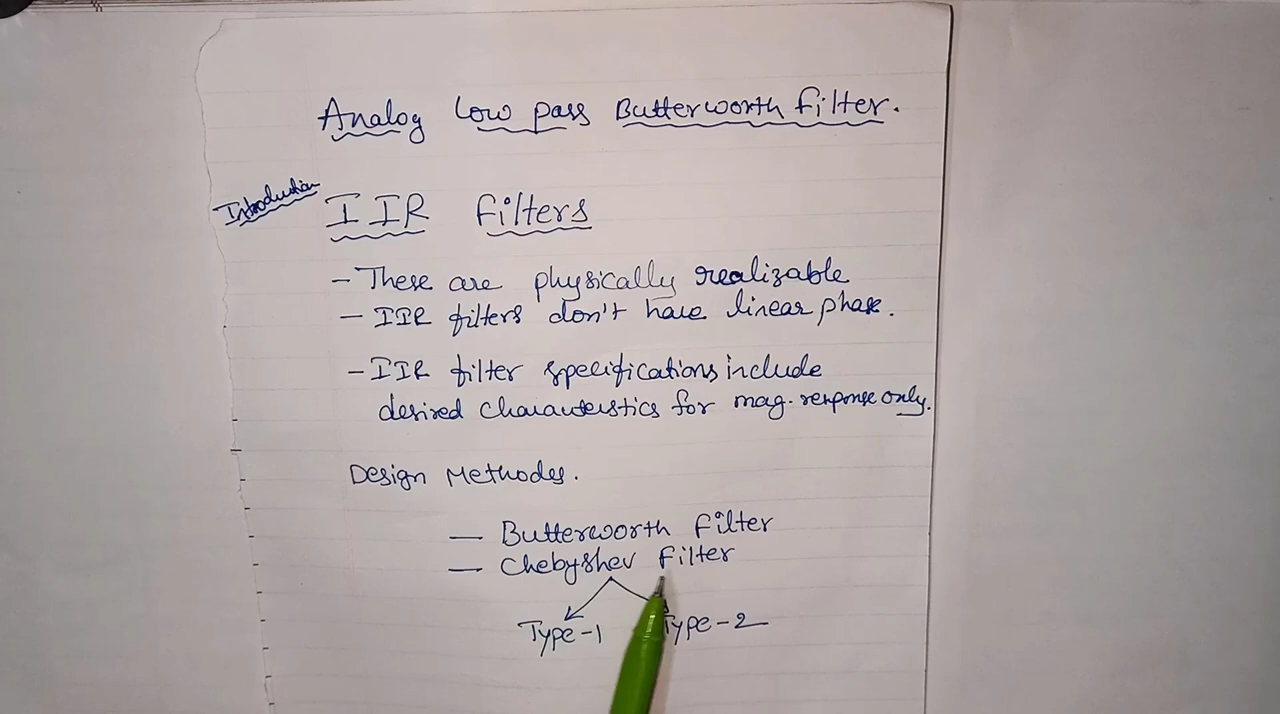 Analog Low pass Butterworth Filter.
Introduction
IIR Filters
- These are physically realizable
- IIR filters don't have linear phase.
- IIR filter specifications include
desired characteristics for mag. response only.
Design Methodes.
- Butterworth Filter
- Chebyshev Filter
Type-1 Type-2